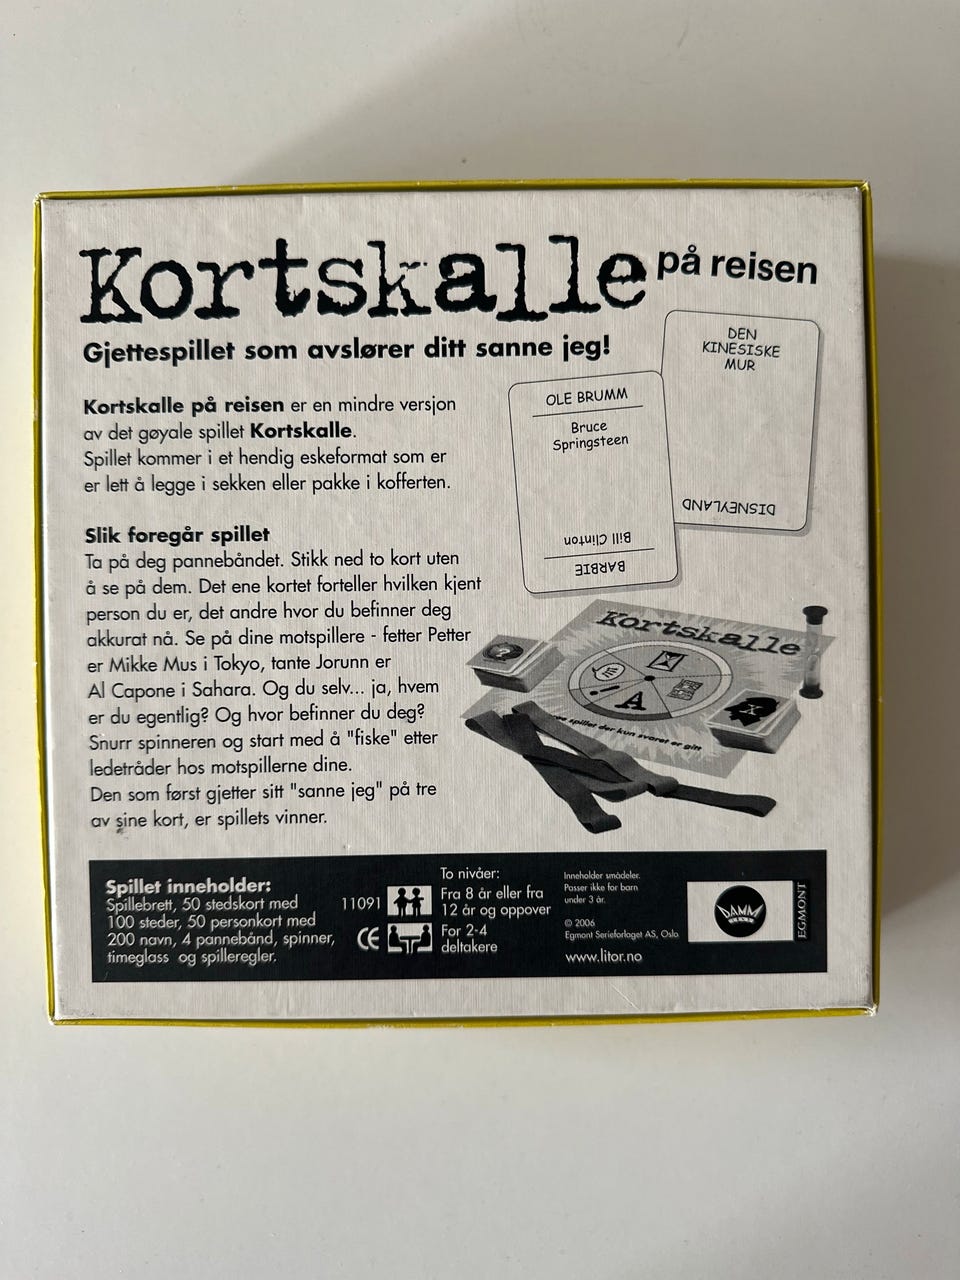 Kortskalle på reisen
Gjettespillet som avslører ditt sanne jeg!
Kortskalle på reisen er en mindre versjon
av det gøyale spillet Kortskalle.
Spillet kommer i et hendig eskeformat som er
er lett å legge i sekken eller pakke i kofferten.
Slik foregår spillet
Ta på deg pannebåndet. Stikk ned to kort uten
å se på dem. Det ene kortet forteller hvilken kjent
person du er, det andre hvor du befinner deg
akkurat nå. Se på dine motspillere - fetter Petter
er Mikke Mus i Tokyo, tante Jorunn er
Al Capone i Sahara. Og du selv... ja, hvem
er du egentlig? Og hvor befinner du deg?
Snurr spinneren og start med å "fiske" etter
ledetråder hos motspillerne dine.
Den som først gjetter sitt "sanne jeg" på tre
av sine kort, er spillets vinner.
DEN
KINESISKE
MUR
DISNEYLAND
OLE BRUMM
Bruce
Springsteen
Bill Clinton
BARBIE
Kortskalle
?
A
spillet der kun svaret er gitt
Spillet inneholder:
Spillebrett, 50 stedskort med
100 steder, 50 personkort med
200 navn, 4 pannebånd, spinner,
timeglass og spilleregler.
11091
CE
To nivåer:
Fra 8 år eller fra
12 år og oppover
For 2-4
deltakere
Inneholder smådeler.
Passer ikke for barn
under 3 år.
© 2006
Egmont Serieforlaget AS, Oslo
www.litor.no
DAMM
EGMONT